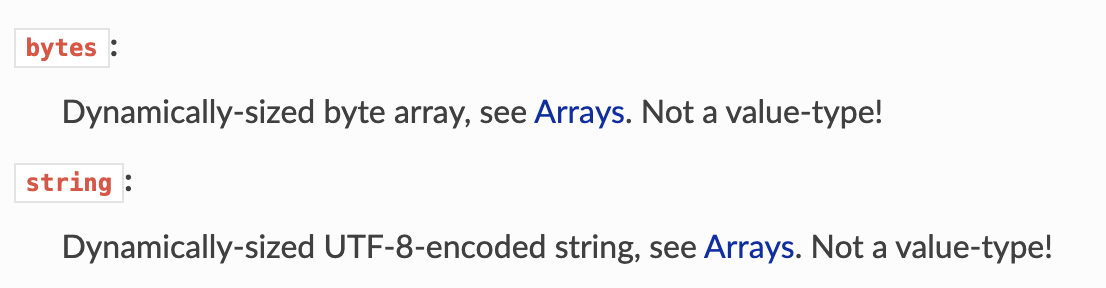 bytes:
Dynamically-sized byte array, see Arrays. Not a value-type!
string:
Dynamically-sized UTF-8-encoded string, see Arrays. Not a value-type!